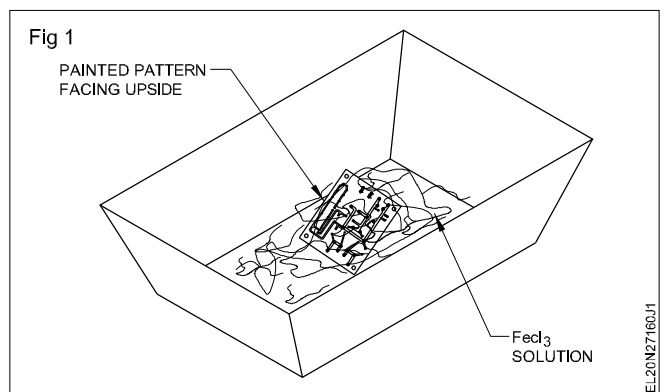 Fig 1
PAINTED PATTERN
FACING UPSIDE
Fecl₃
SOLUTION
EL20N27160J1